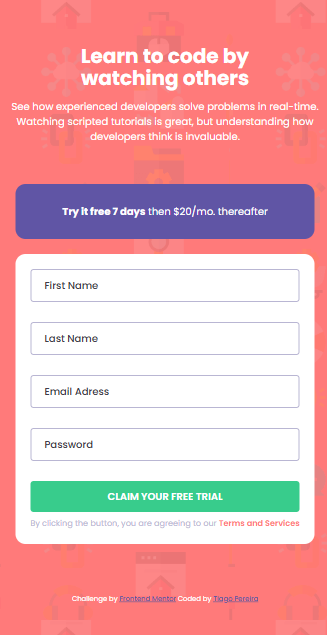 Learn to code by
watching others
See how experienced developers solve problems in real-time.
Watching scripted tutorials is great, but understanding how
developers think is invaluable.
Try it free 7 days then $20/mo. thereafter
First Name
Last Name
Email Adress
Password
CLAIM YOUR FREE TRIAL
By clicking the button, you are agreeing to our Terms and Services
Challenge by Frontend Mentor Coded by Tiago Pereira